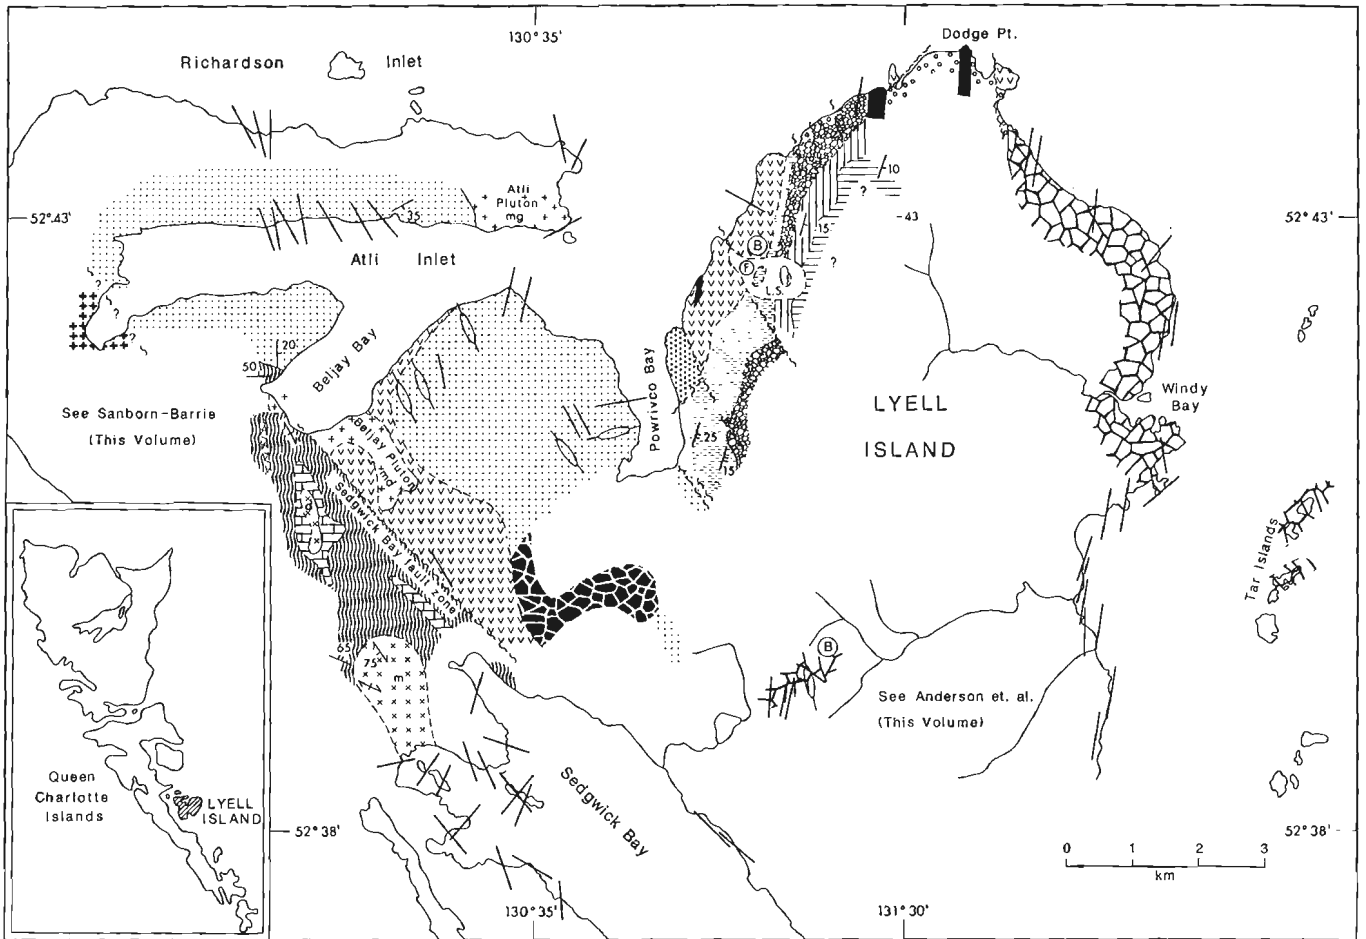 130°35'
Dodge Pt.
Richardson Inlet
Atli
Pluton
mg
10
?
52°43'
35
43
52°43'
15
B
?
Atli Inlet
F
L.S.
?
?
?
20
50
Beljay Bay
Powrivco Bay
See Sanborn-Barrie
(This Volume)
LYELL
ISLAND
Windy
Bay
Beljay Pluton
md
25
15
Sedgwick Bay fault zone
Tar Islands
65
75
m
B
See Anderson et. al.
(This Volume)
Queen
Charlotte
Islands
LYELL
ISLAND
Sedgwick Bay
52°38'
52°38'
0 1 2 3
km
130°35'
131°30'